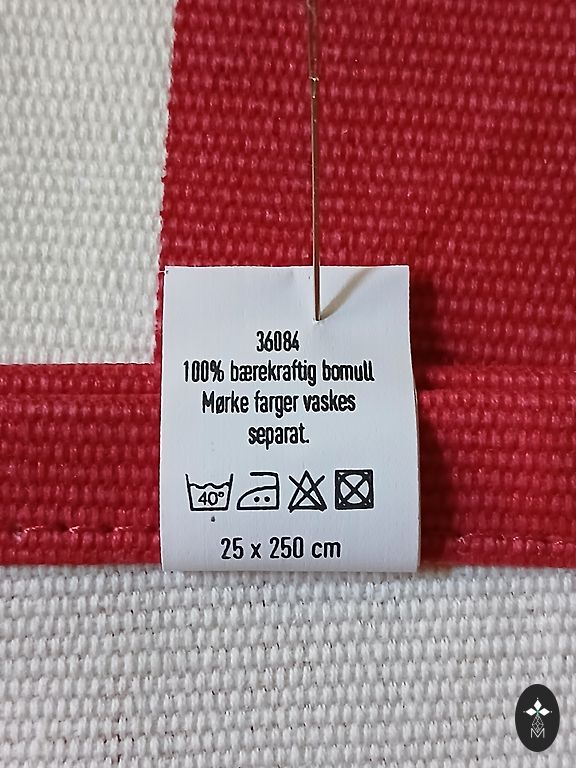 36084
100% bærekraftig bomull
Mørke farger vaskes
separat.
40°
25 x 250 cm
M